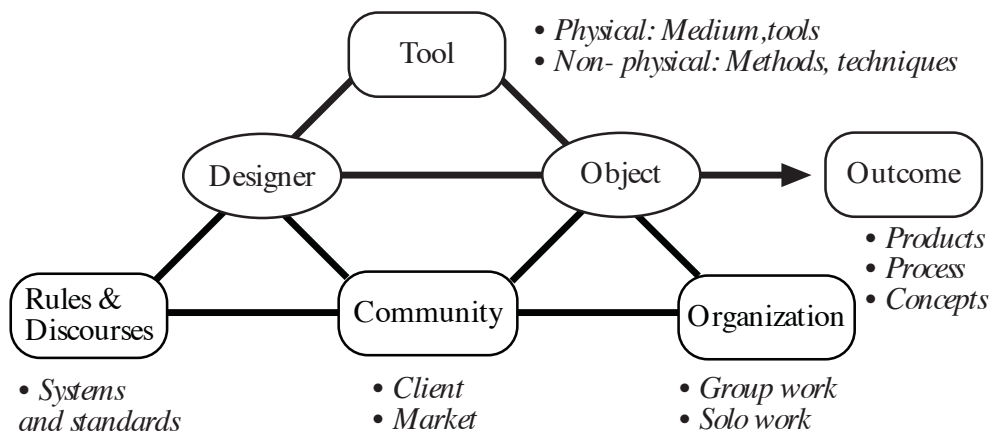 Tool
• Physical: Medium,tools
• Non- physical: Methods, techniques
Designer
Object
Outcome
• Products
• Process
• Concepts
Rules &
Discourses
Community
Organization
• Systems
and standards
• Client
• Market
• Group work
• Solo work